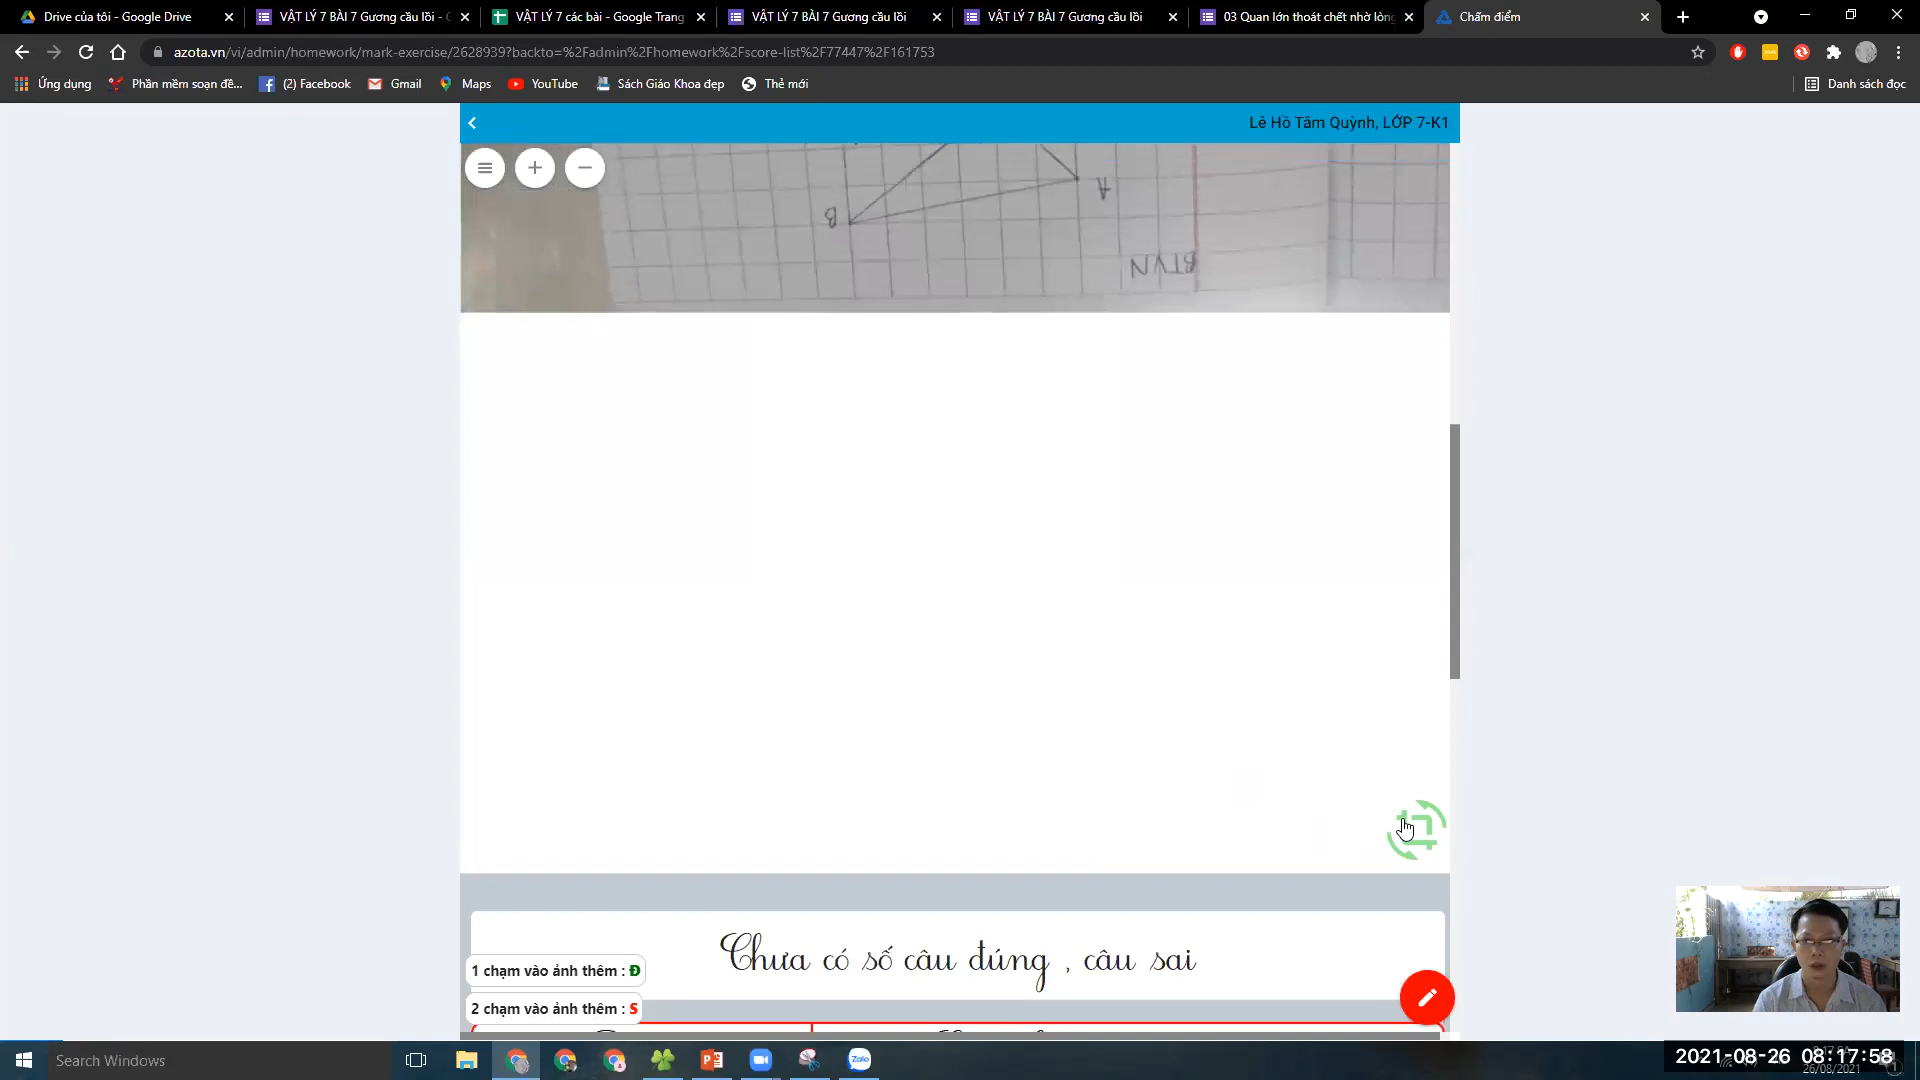 Drive của tôi - Google Drive
VẬT LÝ 7 BÀI 7 Gương cầu lồi -
VẬT LÝ 7 các bài - Google Trang
VẬT LÝ 7 BÀI 7 Gương cầu lồi
VẬT LÝ 7 BÀI 7 Gương cầu lồi
03 Quan lớn thoát chết nhờ lòng
Chấm điểm
azota.vn/vi/admin/homework/mark-exercise/2628939?backto=%2Fadmin%2Fhomework%2Fscore-list%2F77447%2F161753
Ứng dụng
Phần mềm soạn đề...
(2) Facebook
Gmail
Maps
YouTube
Sách Giáo Khoa đẹp
Thẻ mới
Danh sách đọc
Lê Hồ Tâm Quỳnh, LỚP 7-K1
A
B
BTVN
Chưa có số câu đúng , câu sai
1 chạm vào ảnh thêm : Đ
2 chạm vào ảnh thêm : S
Search Windows
Zalo
2021-08-26 08:17:58
26/08/2021